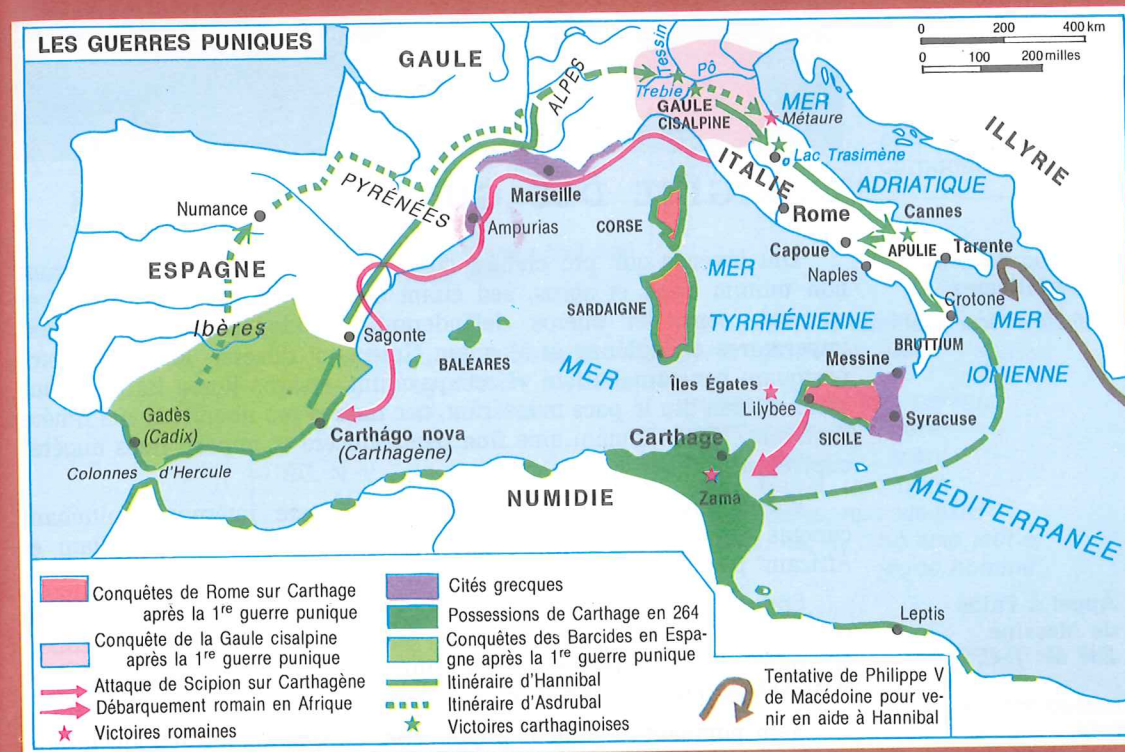 LES GUERRES PUNIQUES
GAULE
ALPES
Tessin
Pô
Trebie
GAULE
CISALPINE
0 200 400 km
0 100 200 milles
MER
Métaure
ILLYRIE
Lac Trasimène
ITALIE
ADRIATIQUE
PYRÉNÉES
Numance
Marseille
Ampurias
CORSE
Rome
Cannes
Capoue
APULIE
Tarente
Naples
ESPAGNE
MER
TYRRHÉNIENNE
SARDAIGNE
Crotone
MER
IONIENNE
BRUTTIUM
Ibères
Sagonte
BALÉARES
MER
Messine
Îles Égates
Lilybée
Syracuse
SICILE
Gadès
(Cadix)
Carthágo nova
(Carthagène)
Carthage
Colonnes d'Hercule
NUMIDIE
Zama
MÉDITERRANÉE
Leptis
Conquêtes de Rome sur Carthage
après la 1re guerre punique
Conquête de la Gaule cisalpine
après la 1re guerre punique
Attaque de Scipion sur Carthagène
Débarquement romain en Afrique
Victoires romaines
Cités grecques
Possessions de Carthage en 264
Conquêtes des Barcides en Espa-
gne après la 1re guerre punique
Itinéraire d'Hannibal
Itinéraire d'Asdrubal
Victoires carthaginoises
Tentative de Philippe V
de Macédoine pour ve-
nir en aide à Hannibal